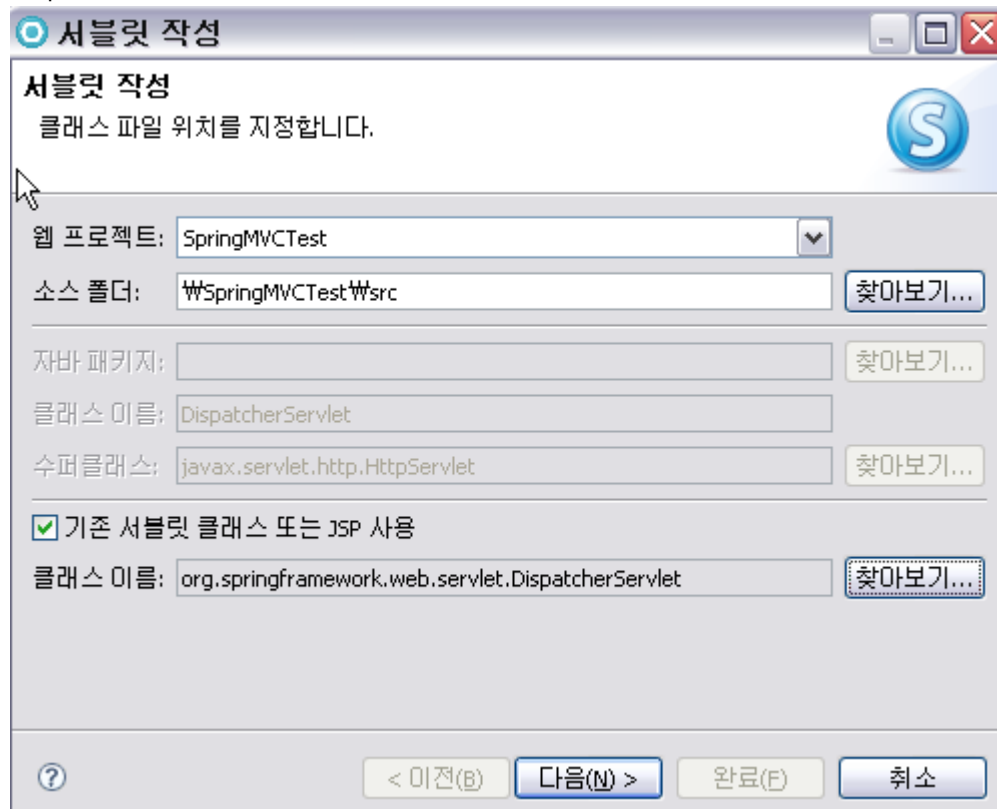 서블릿 작성
서블릿 작성
클래스 파일 위치를 지정합니다.
웹 프로젝트: SpringMVCTest
소스 폴더: ₩SpringMVCTest₩src 찾아보기...
자바 패키지: 찾아보기...
클래스 이름: DispatcherServlet
수퍼클래스: javax.servlet.http.HttpServlet 찾아보기...
기존 서블릿 클래스 또는 JSP 사용
클래스 이름: org.springframework.web.servlet.DispatcherServlet 찾아보기...
< 이전(B) 다음(N) > 완료(F) 취소